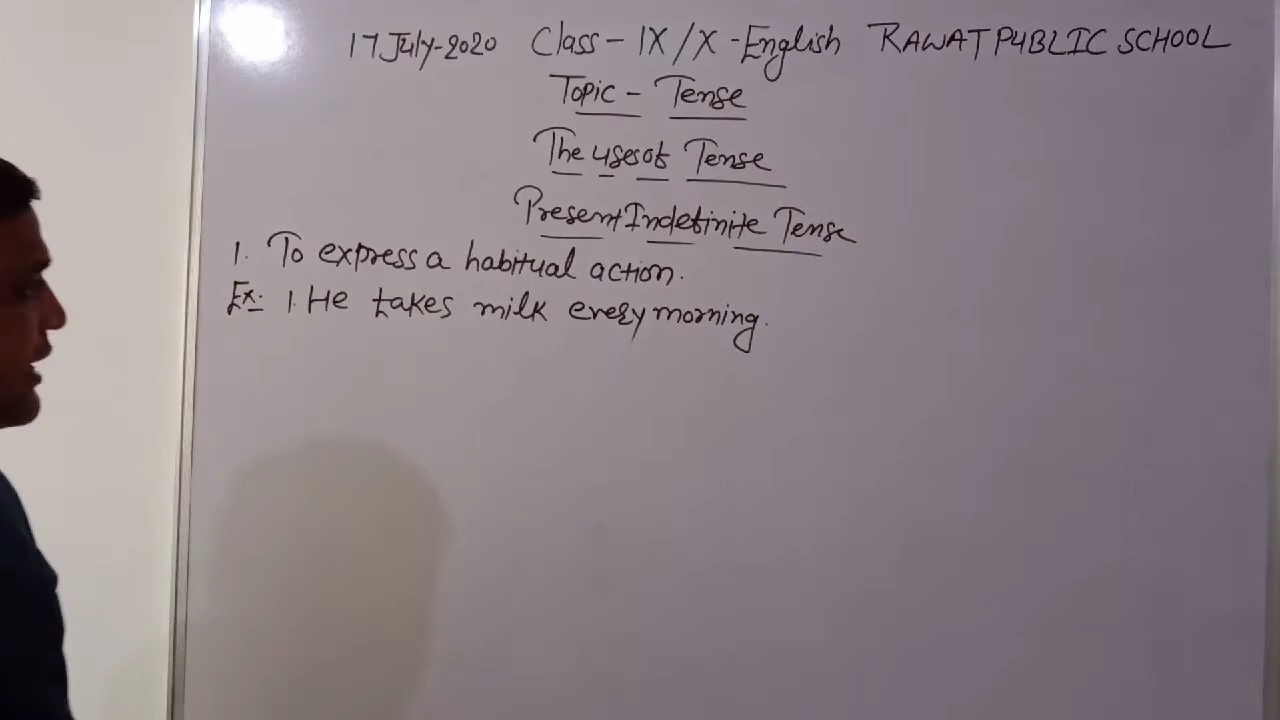 17 July-2020 Class - IX/X - English RAWAT PUBLIC SCHOOL
Topic - Tense
The uses of Tense
Present Indefinite Tense
1. To express a habitual action.
Ex:- 1. He takes milk every morning.